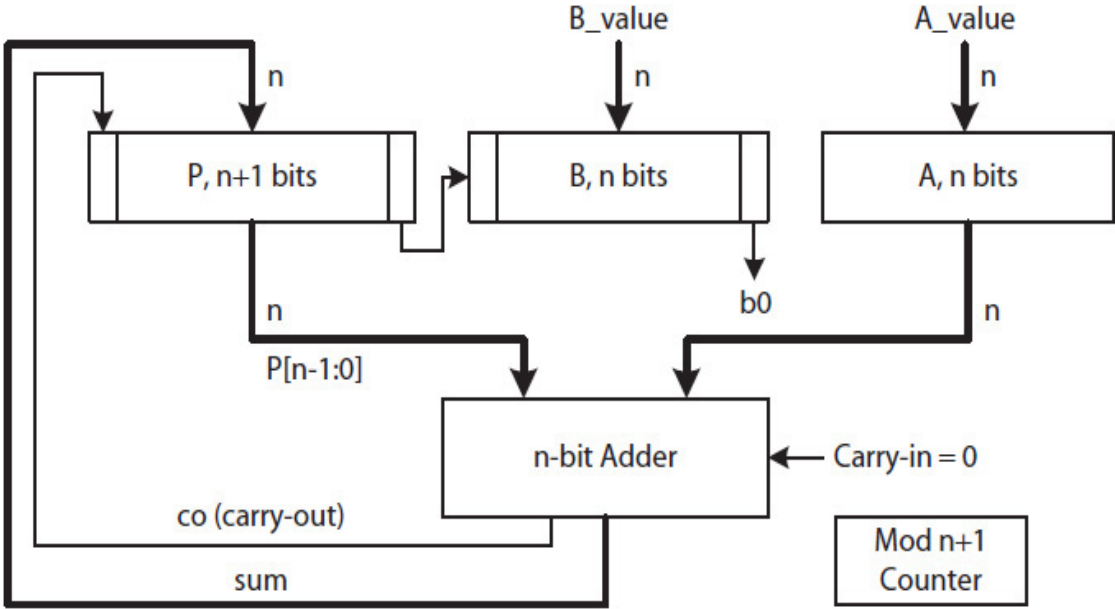 B_value
A_value
n
n
n
P, n+1 bits
B, n bits
A, n bits
n
b0
n
P[n-1:0]
n-bit Adder
Carry-in = 0
co (carry-out)
Mod n+1
Counter
sum